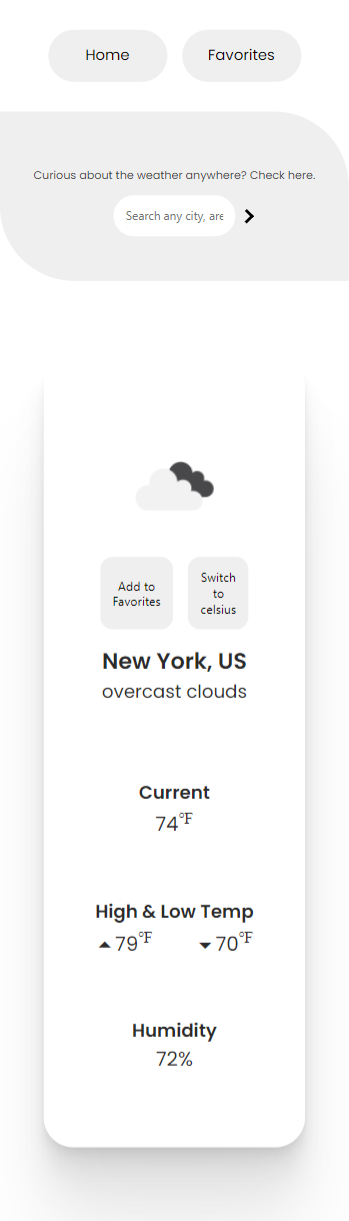 Home Favorites
Curious about the weather anywhere? Check here.
Search any city, are
Add to
Favorites
Switch
to
celsius
New York, US
overcast clouds
Current
74°F
High & Low Temp
79°F 70°F
Humidity
72%